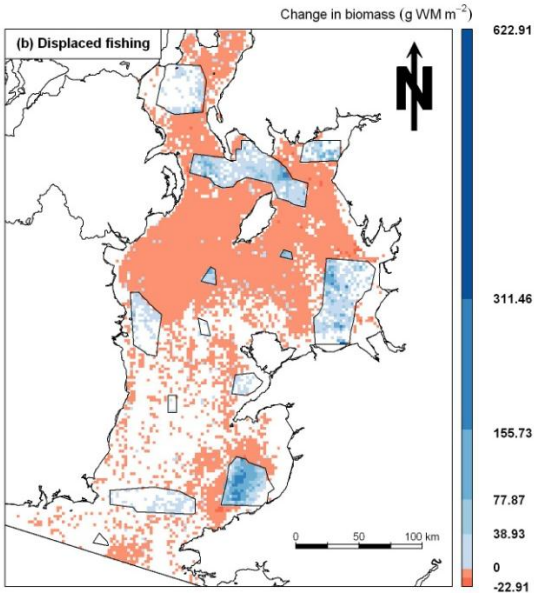 Change in biomass (g WM m⁻²)
(b) Displaced fishing
N
622.91
311.46
155.73
77.87
38.93
0
-22.91
0 50 100 km